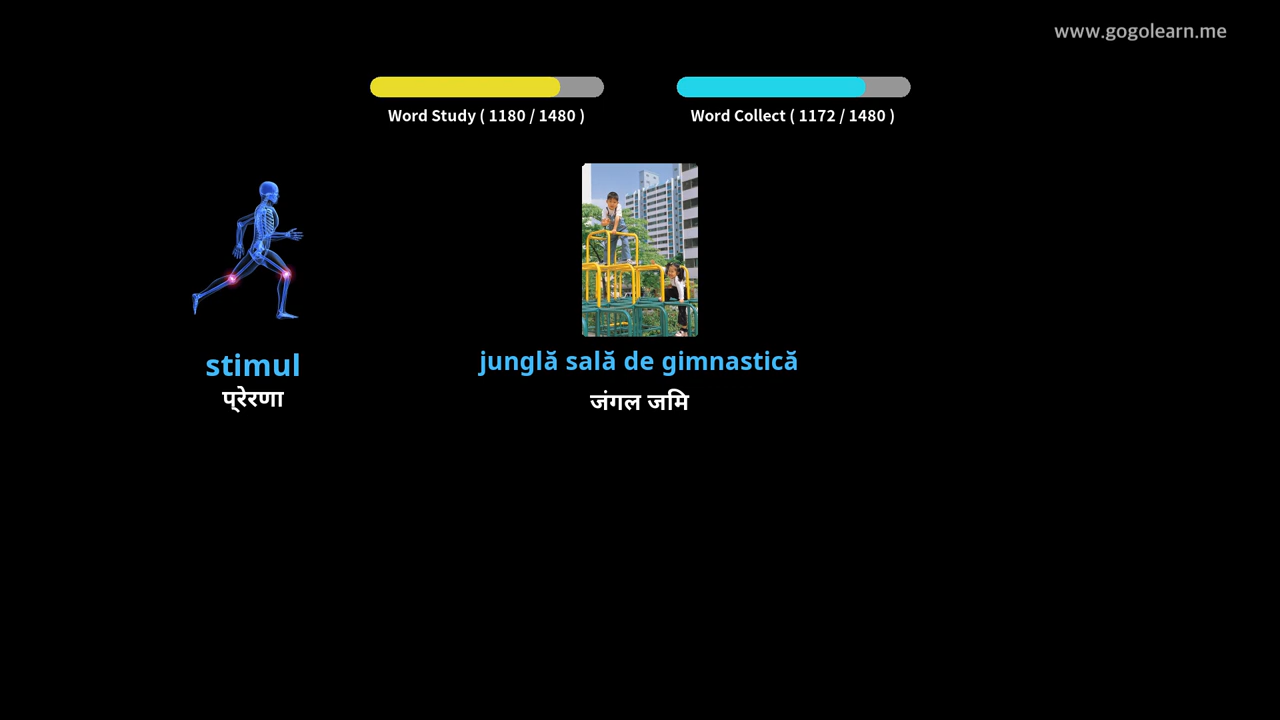 www.gogolearn.me
Word Study ( 1180 / 1480 )
Word Collect ( 1172 / 1480 )
stimul
प्रेरणा
junglă sală de gimnastică
जंगल जिम